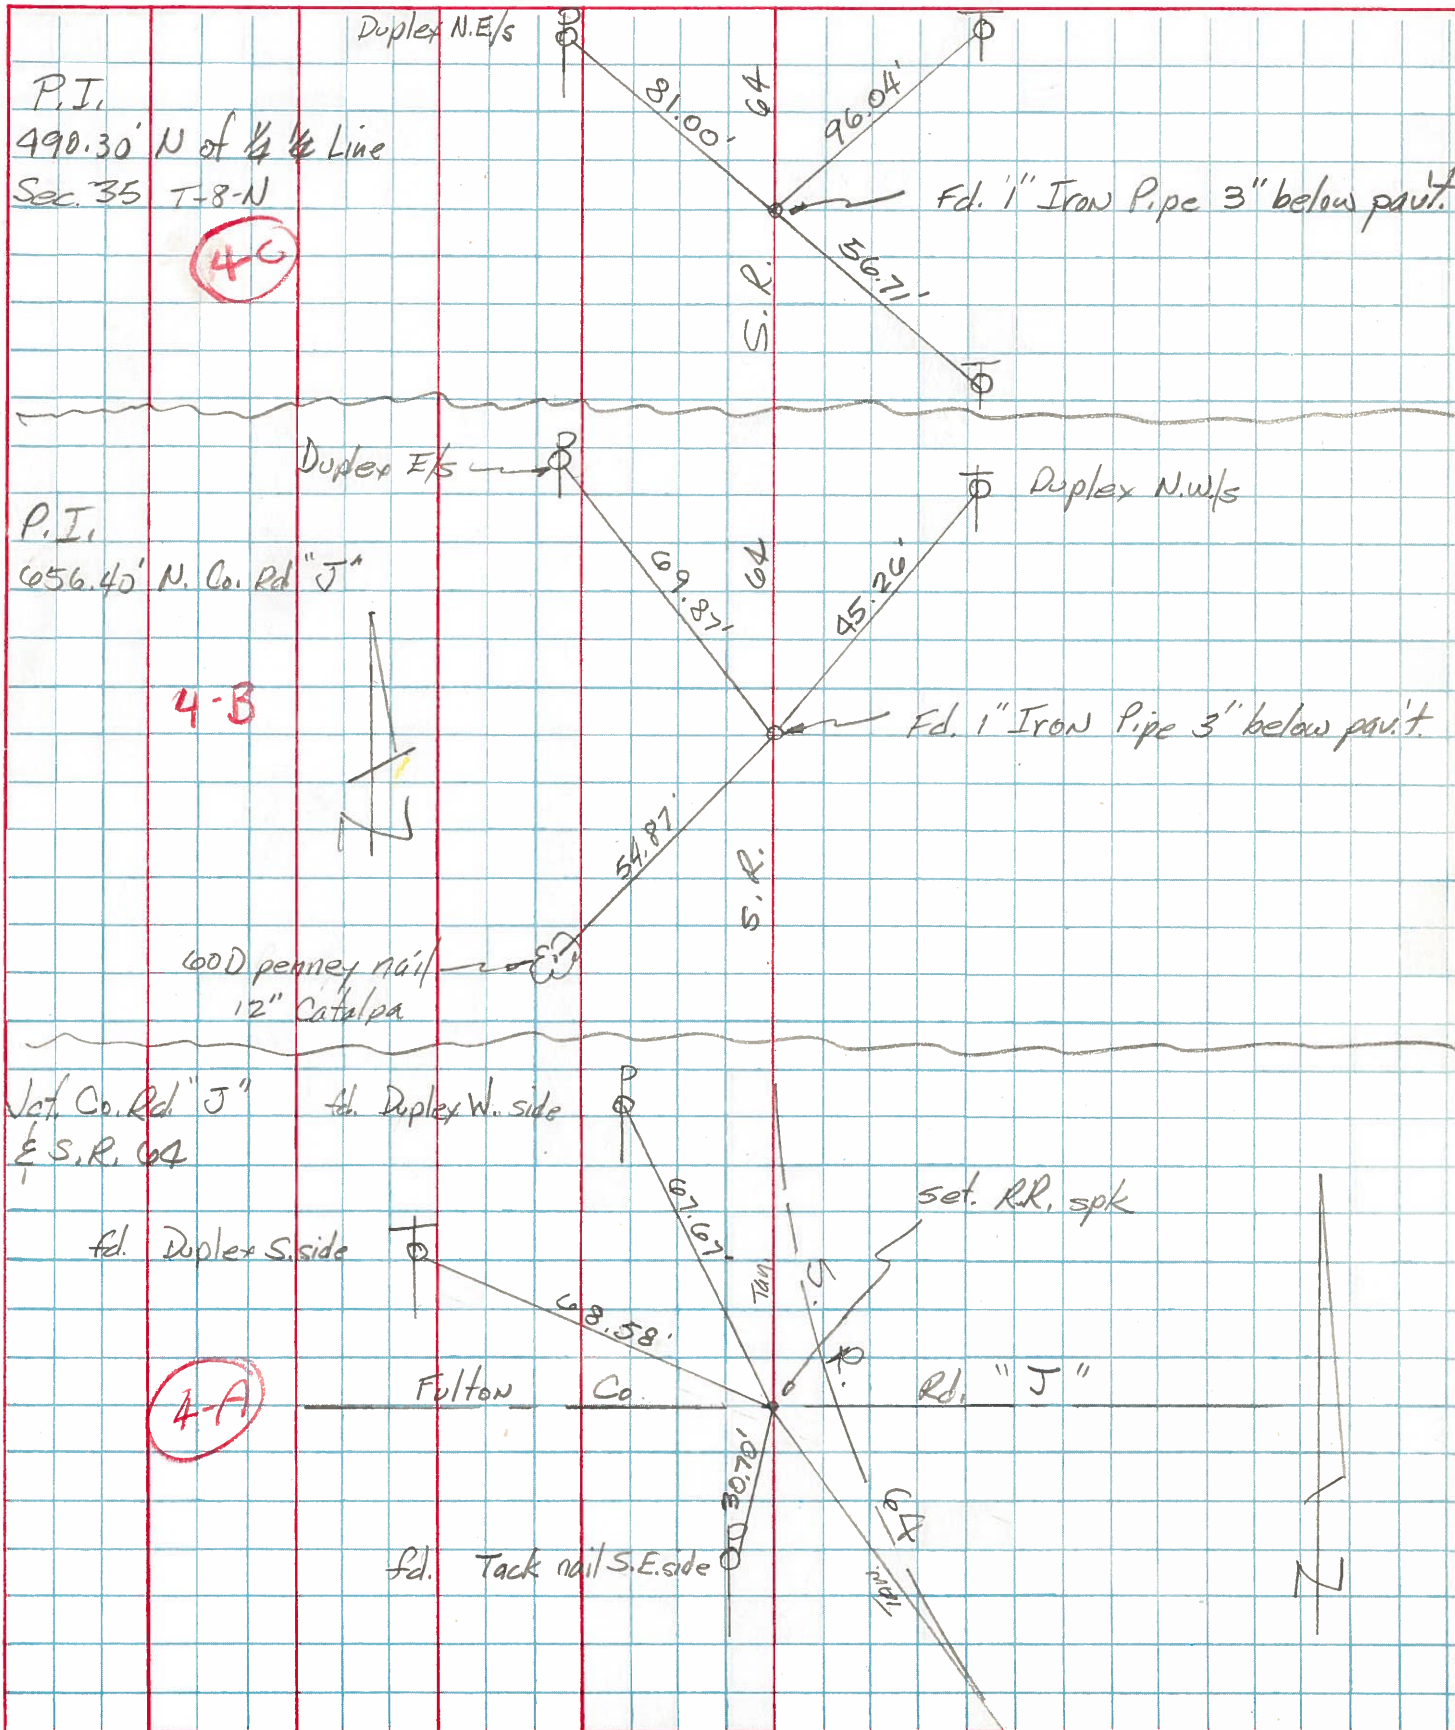 Duplex N.E/s P T
P.I.
490.30' N of ¼ ¼ Line
Sec. 35 T-8-N
4-C
81.00'
64
96.04'
Fd. 1" Iron Pipe 3" below pav't.
S.R.
56.71'
T
Duplex E/s P
T Duplex N.W/s
P.I.
656.40' N. Co. Rd. "J"
69.87'
64
45.26'
4-B
Fd. 1" Iron Pipe 3" below pav't.
N
54.87'
S.R.
60D penney nail
12" Catalpa
Jct. Co. Rd. "J" fd. Duplex W. side P
& S.R. 64
set. R.R. spk
fd. Duplex S. side T
67.67'
Tan.
S.
68.58'
R.
4-A
Fulton Co. Rd. "J"
30.70'
64
fd. Tack nail S.E. side
Tan.
N